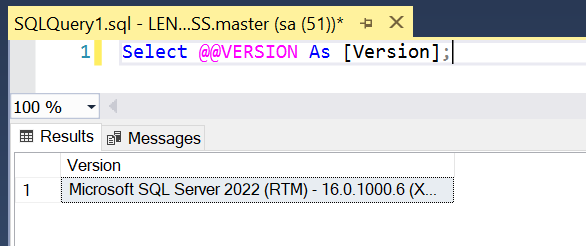 SQLQuery1.sql - LEN...SS.master (sa (51))*
1 Select @@VERSION As [Version];
100 %
Results Messages
Version
1 Microsoft SQL Server 2022 (RTM) - 16.0.1000.6 (X...